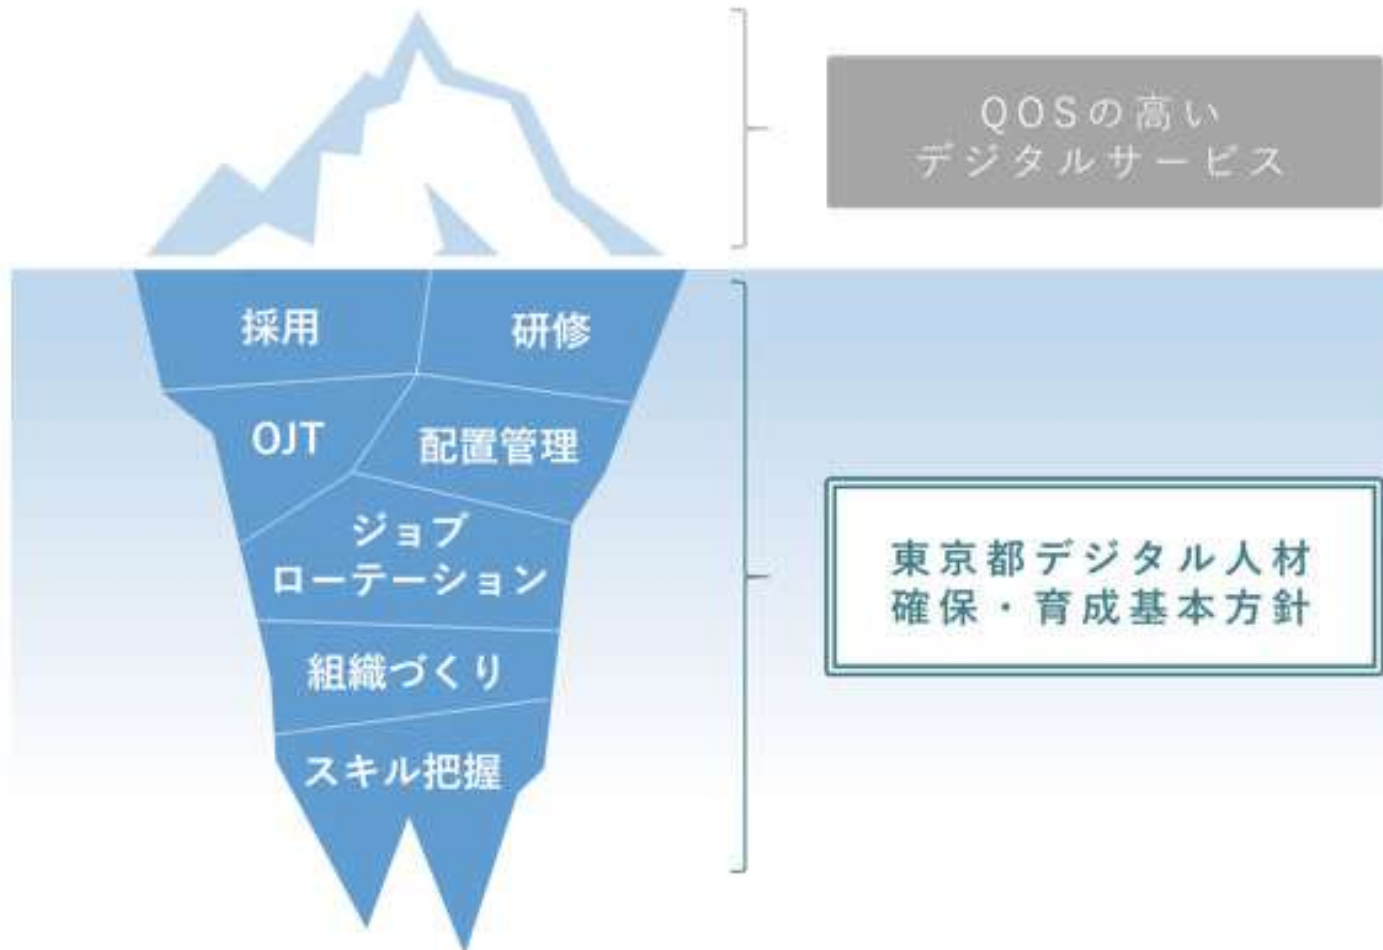 QOSの高い
デジタルサービス
採用
研修
OJT
配置管理
ジョブ
ローテーション
組織づくり
スキル把握
東京都デジタル人材
確保・育成基本方針